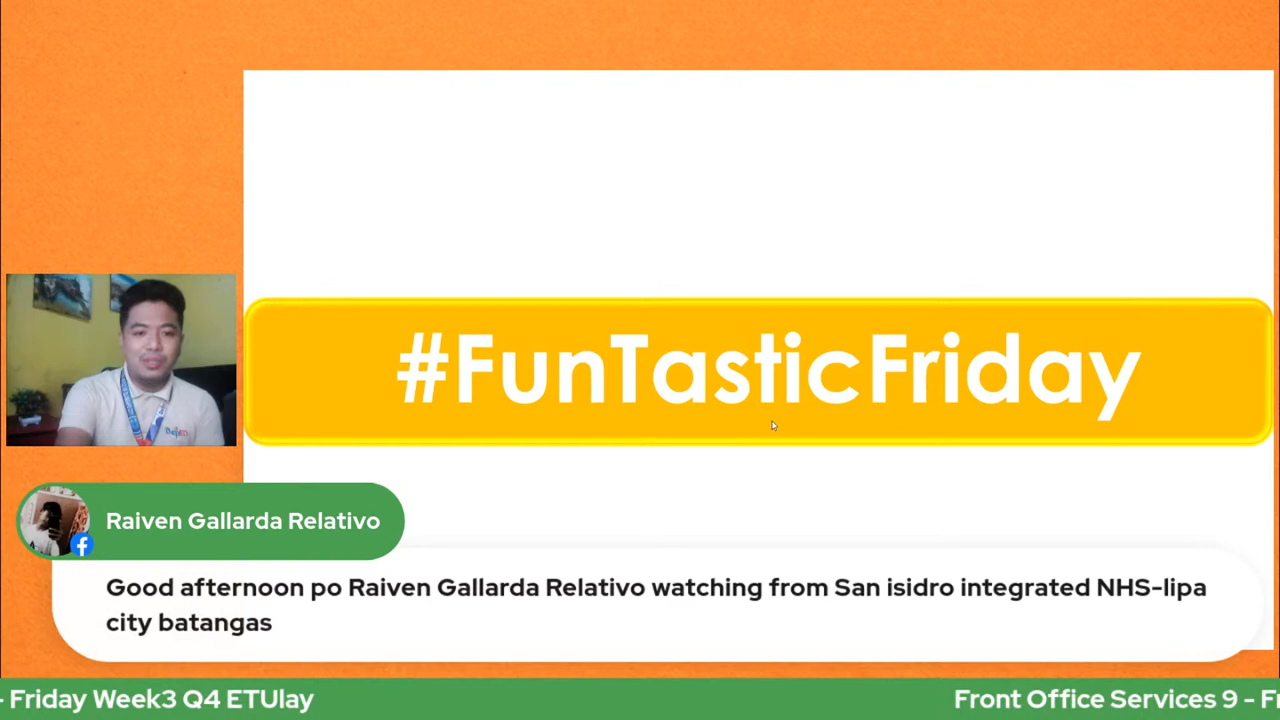 #FunTasticFriday
DepED
Raiven Gallarda Relativo
Good afternoon po Raiven Gallarda Relativo watching from San isidro integrated NHS-lipa
city batangas
- Friday Week3 Q4 ETUlay
Front Office Services 9 - Fr